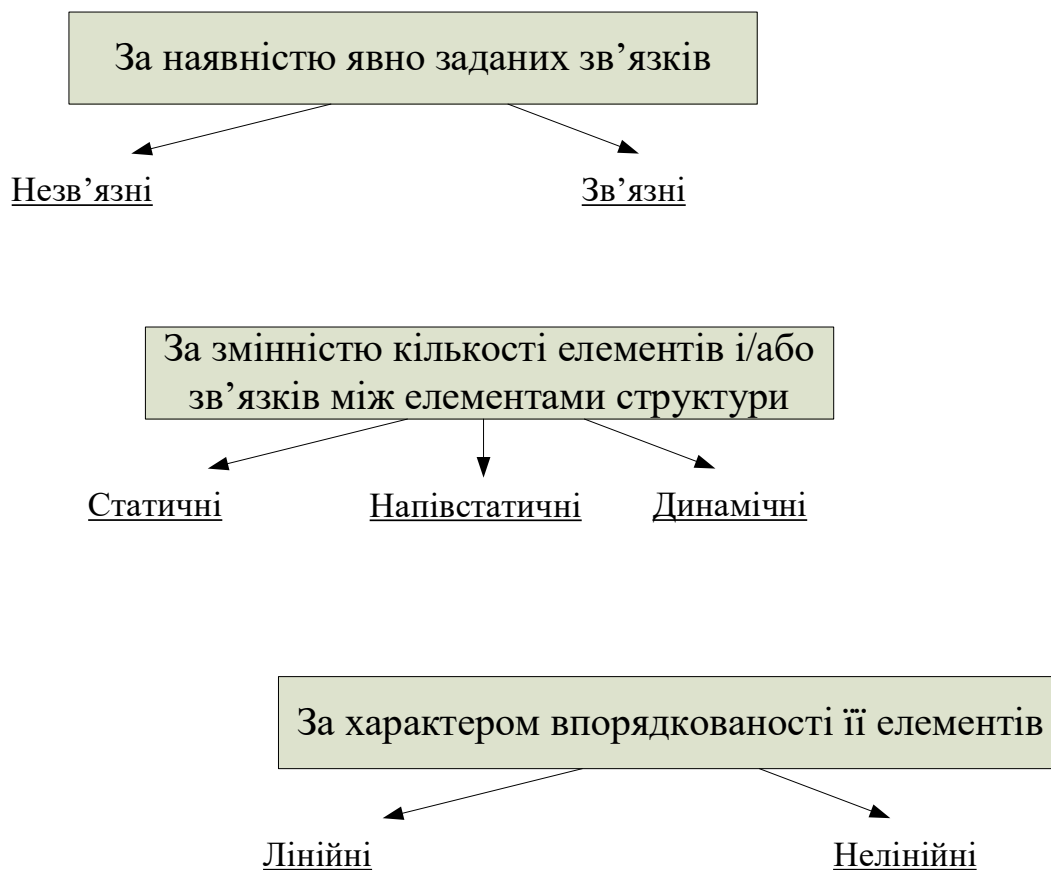 За наявністю явно заданих зв’язків
Незв’язні
Зв’язні
За змінністю кількості елементів і/або
зв’язків між елементами структури
Статичні
Напівстатичні
Динамічні
За характером впорядкованості її елементів
Лінійні
Нелінійні